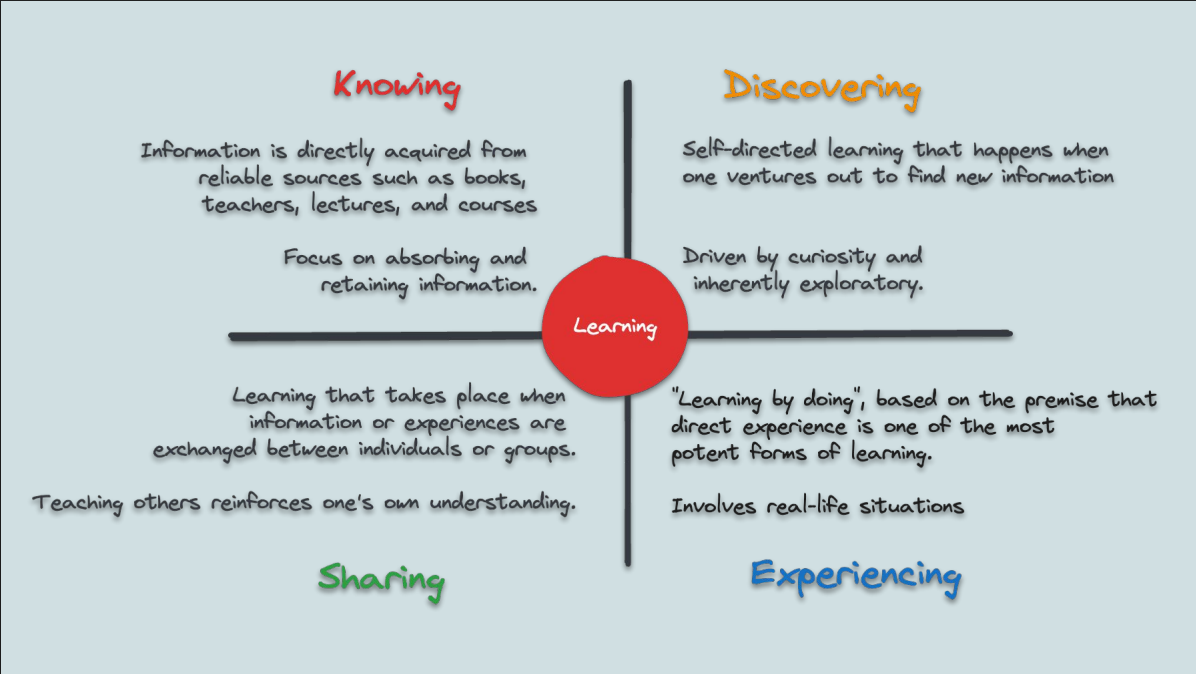 Knowing
Information is directly acquired from
reliable sources such as books,
teachers, lectures, and courses
Focus on absorbing and
retaining information.
Discovering
Self-directed learning that happens when
one ventures out to find new information
Driven by curiosity and
inherently exploratory.
Learning
Learning that takes place when
information or experiences are
exchanged between individuals or groups.
Teaching others reinforces one's own understanding.
Sharing
"Learning by doing", based on the premise that
direct experience is one of the most
potent forms of learning.
Involves real-life situations
Experiencing